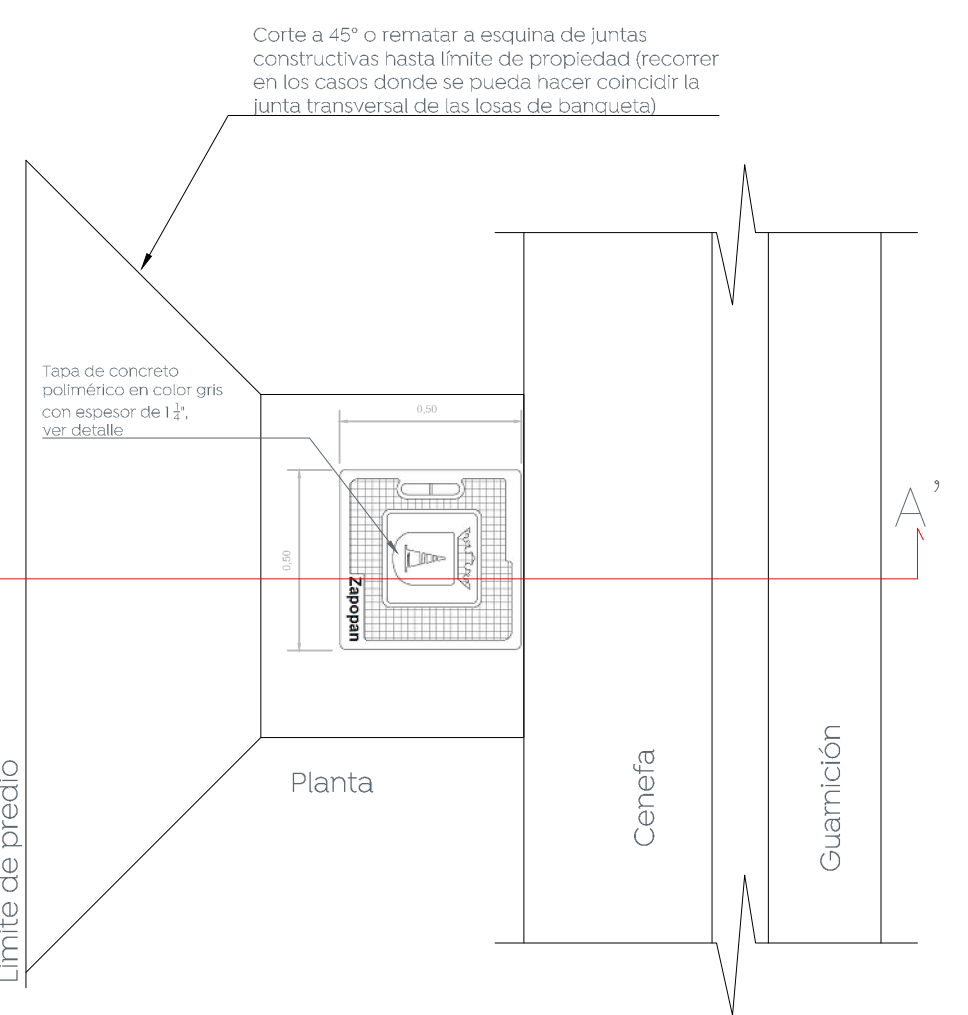 Corte a 45° o rematar a esquina de juntas
constructivas hasta límite de propiedad (recorrer
en los casos donde se pueda hacer coincidir la
junta transversal de las losas de banqueta)
Tapa de concreto
polimérico en color gris
con espesor de 1 1/4",
ver detalle
0,50
0,50
Zapopan
A’
Planta
Límite de predio
Cenefa
Guarnición